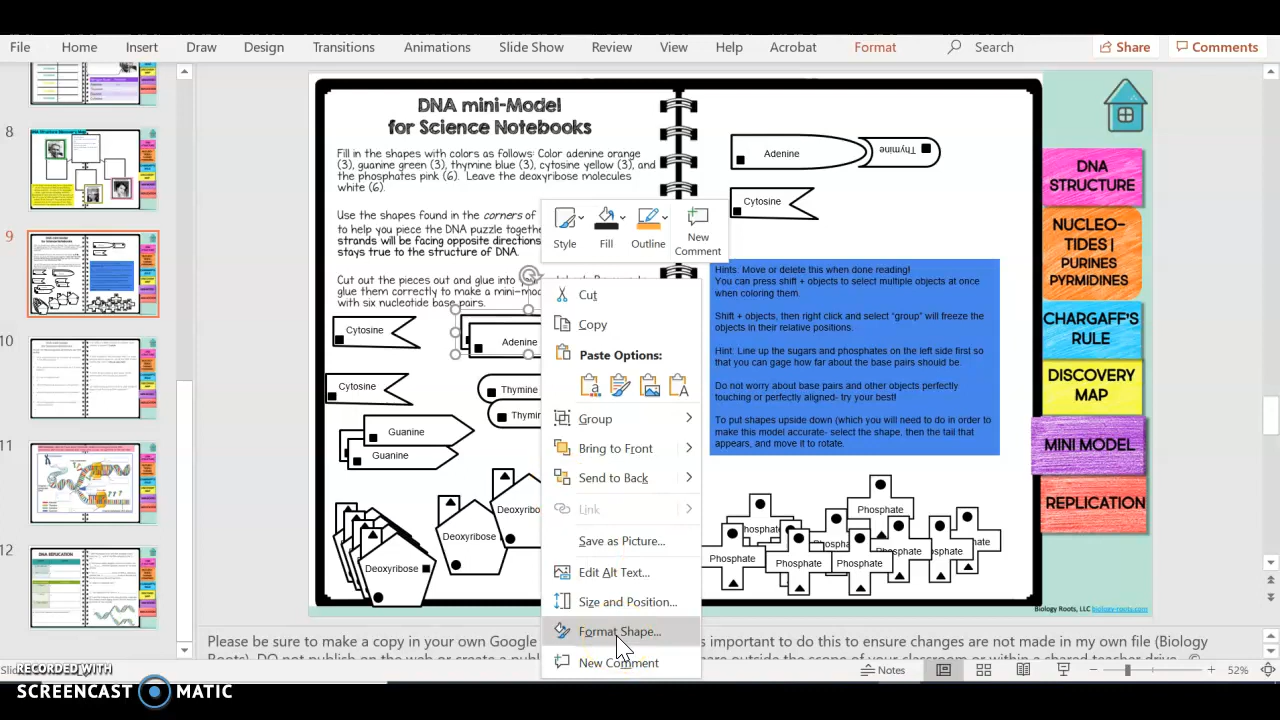 File Home Insert Draw Design Transitions Animations Slide Show Review View Help Acrobat Format Search Share Comments
8
9
10
11
12
DNA mini-Model
for Science Notebooks
Fill in the shapes with colors as follows: Color adenine orange
(3), guanine green (3), thymine blue (3), cytosine yellow (3), and
the phosphates pink (6). Leave the deoxyribose molecules
white (6).
Use the shapes found in the corners of
to help you piece the DNA puzzle together
strands will be facing opposite directions
stays true to the structure of DNA.
Cut out the pieces out and glue into
glue them correctly to make a mini-mod
with six nucleotide base pairs.
Cytosine
Adenine
Cytosine
Thymine
Thymin
Guanine
Guanine
Deoxyribose
Deoxyribose
Deoxyribos
Style
Fill
Outline
New
Comment
Cut
Copy
Paste Options:
Group
Bring to Front
Send to Back
Link
Save as Picture...
Edit Alt Text...
Size and Position...
Format Shape...
New Comment
Adenine
Thymine
Cytosine
Hints: Move or delete this when done reading!
You can press shift + objects to select multiple objects at once
when coloring them.
Shift + objects, then right click and select "group" will freeze the
objects in their relative positions.
Hint: Line up the sugars and phosphates on the left side first so
that you can gage how far about the base pairs should be.
Do not worry about base pairs and other objects perfectly
touching or perfectly aligned- try your best!
To put shapes upside down (which you will need to do in order to
make this model accurate- select the shape, then the tail that
appears, and move it to rotate.
Phosphate
Phosphate
Phosphate
Phosphate
DNA
STRUCTURE
NUCLEO-
TIDES |
PURINES
PYRMIDINES
CHARGAFF'S
RULE
DISCOVERY
MAP
MINI MODEL
REPLICATION
Biology Roots, LLC biology-roots.com
Please be sure to make a copy in your own Google
s important to do this to ensure changes are not made in my own file (Biology
Notes
52%
RECORDED WITH
SCREENCAST MATIC